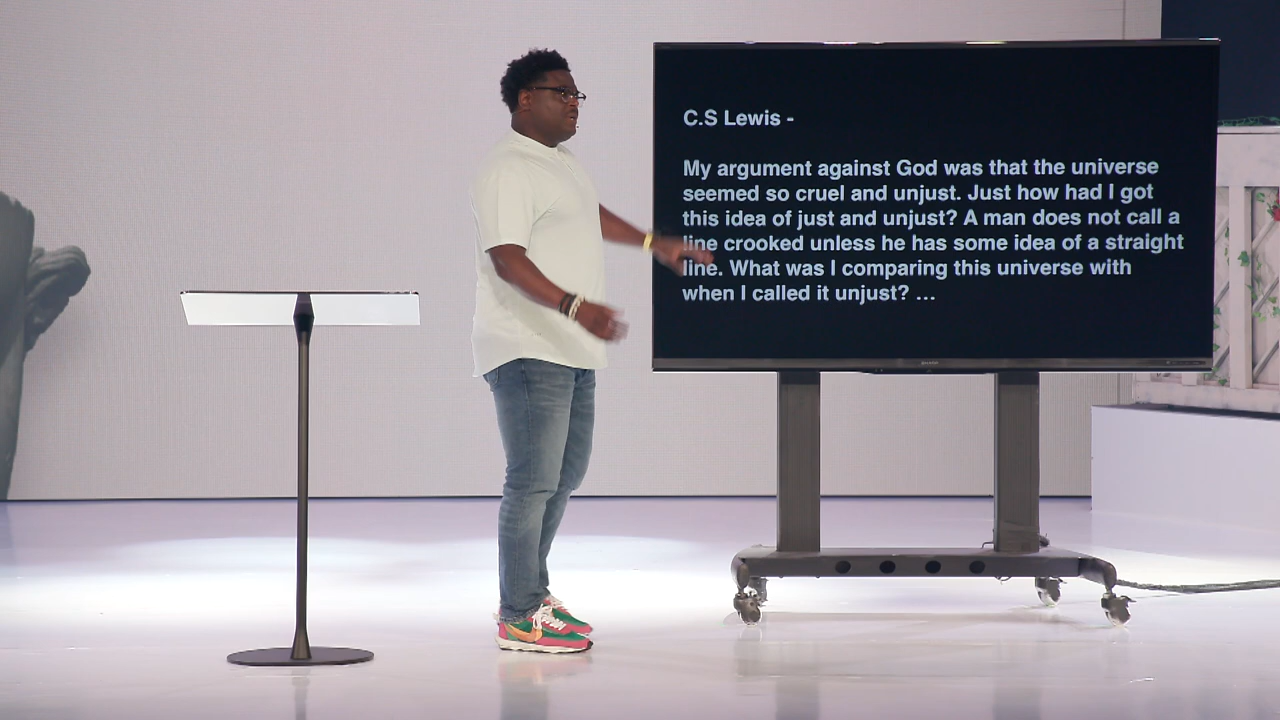 C.S Lewis -
My argument against God was that the universe
seemed so cruel and unjust. Just how had I got
this idea of just and unjust? A man does not call a
line crooked unless he has some idea of a straight
line. What was I comparing this universe with
when I called it unjust? …